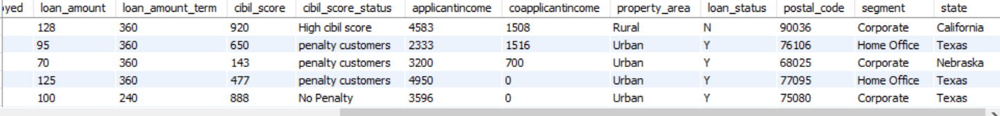 yed loan_amount loan_amount_term cibil_score cibil_score_status applicantincome coapplicantincome property_area loan_status postal_code segment state
128 360 920 High cibil score 4583 1508 Rural N 90036 Corporate California
95 360 650 penalty customers 2333 1516 Urban Y 76106 Home Office Texas
70 360 143 penalty customers 3200 700 Urban Y 68025 Corporate Nebraska
125 360 477 penalty customers 4950 0 Urban Y 77095 Home Office Texas
100 240 888 No Penalty 3596 0 Urban Y 75080 Corporate Texas